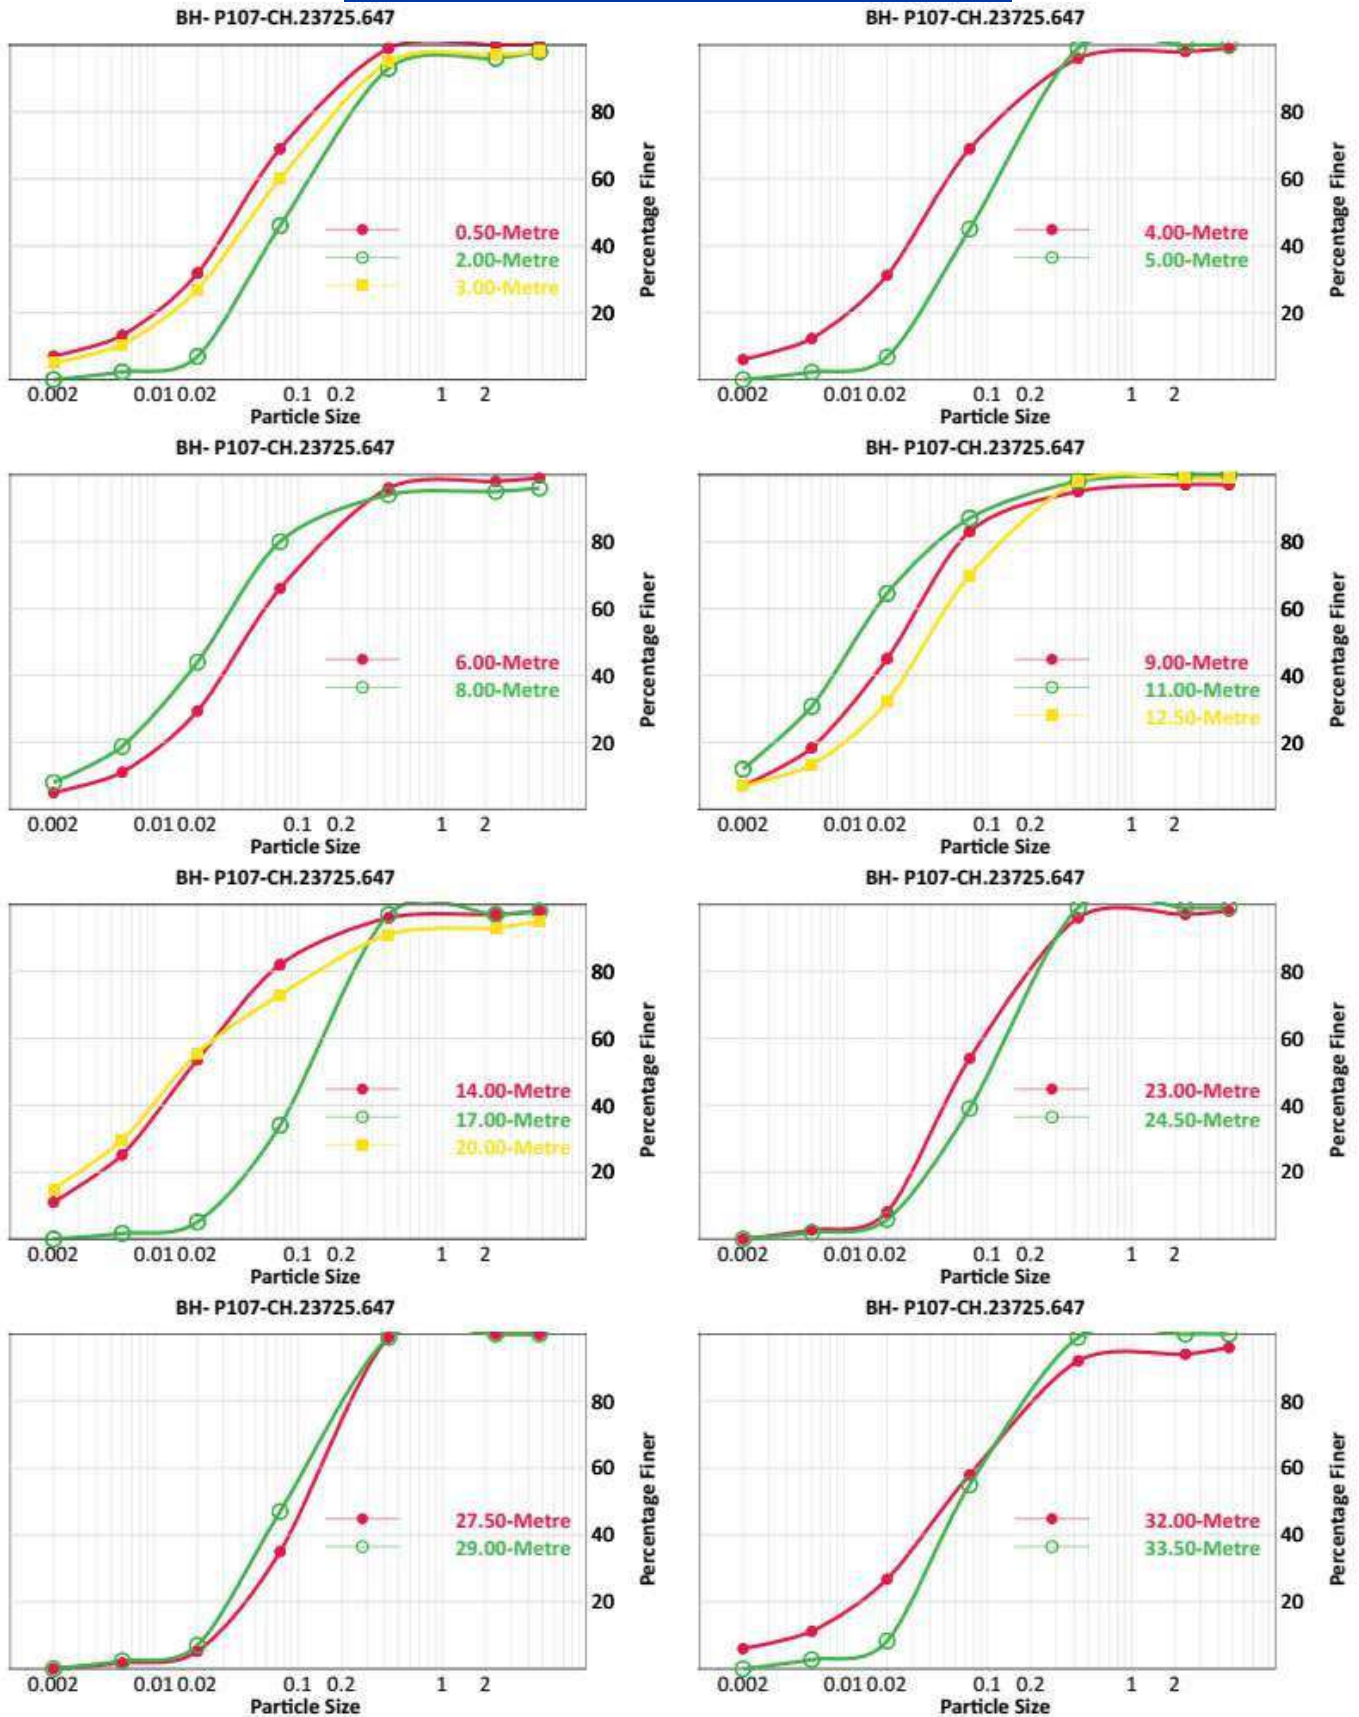 BH- P107-CH.23725.647
80
60
40
20
Percentage Finer
0.50-Metre
2.00-Metre
3.00-Metre
0.002 0.01 0.02 0.1 0.2 1 2
Particle Size
BH- P107-CH.23725.647
80
60
40
20
Percentage Finer
4.00-Metre
5.00-Metre
0.002 0.01 0.02 0.1 0.2 1 2
Particle Size
BH- P107-CH.23725.647
80
60
40
20
Percentage Finer
6.00-Metre
8.00-Metre
0.002 0.01 0.02 0.1 0.2 1 2
Particle Size
BH- P107-CH.23725.647
80
60
40
20
Percentage Finer
9.00-Metre
11.00-Metre
12.50-Metre
0.002 0.01 0.02 0.1 0.2 1 2
Particle Size
BH- P107-CH.23725.647
80
60
40
20
Percentage Finer
14.00-Metre
17.00-Metre
20.00-Metre
0.002 0.01 0.02 0.1 0.2 1 2
Particle Size
BH- P107-CH.23725.647
80
60
40
20
Percentage Finer
23.00-Metre
24.50-Metre
0.002 0.01 0.02 0.1 0.2 1 2
Particle Size
BH- P107-CH.23725.647
80
60
40
20
Percentage Finer
27.50-Metre
29.00-Metre
0.002 0.01 0.02 0.1 0.2 1 2
Particle Size
BH- P107-CH.23725.647
80
60
40
20
Percentage Finer
32.00-Metre
33.50-Metre
0.002 0.01 0.02 0.1 0.2 1 2
Particle Size